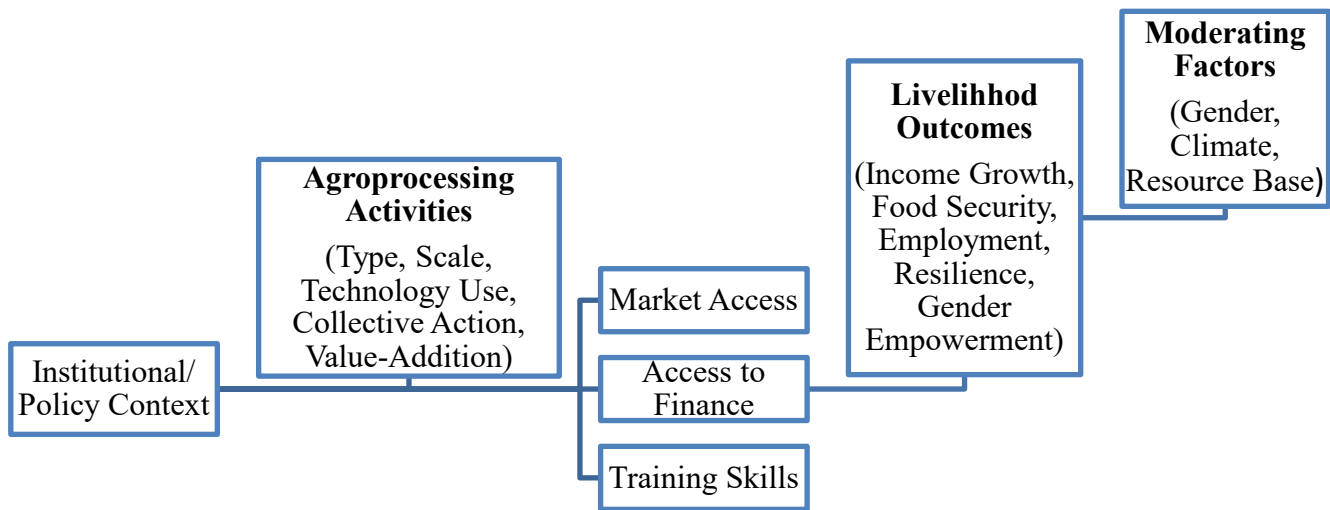 Institutional/
Policy Context
Agroprocessing
Activities
(Type, Scale,
Technology Use,
Collective Action,
Value-Addition)
Market Access
Access to
Finance
Training Skills
Livelihhod
Outcomes
(Income Growth,
Food Security,
Employment,
Resilience,
Gender
Empowerment)
Moderating
Factors
(Gender,
Climate,
Resource Base)